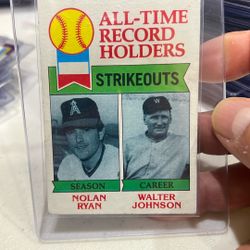 ALL-TIME
RECORD
HOLDERS
STRIKEOUTS
SEASON
CAREER
NOLAN
RYAN
WALTER
JOHNSON